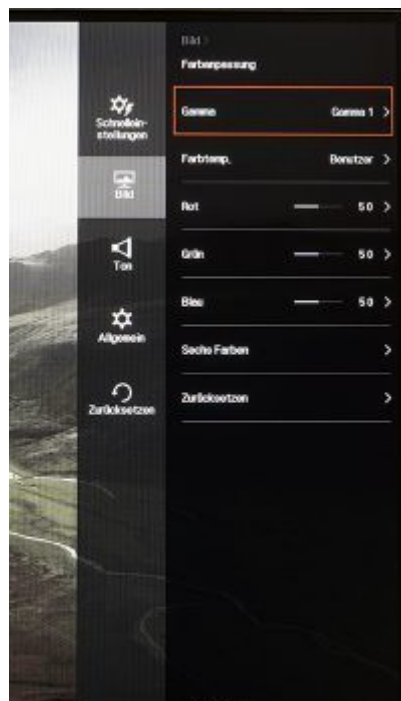 Bild >
Farbanpassung
Schnellein-
stellungen
Bild
Ton
Allgemein
Zurücksetzen
Gamma Gamma 1 >
Farbtemp. Benutzer >
Rot 50 >
Grün 50 >
Blau 50 >
Sechs Farben >
Zurücksetzen >